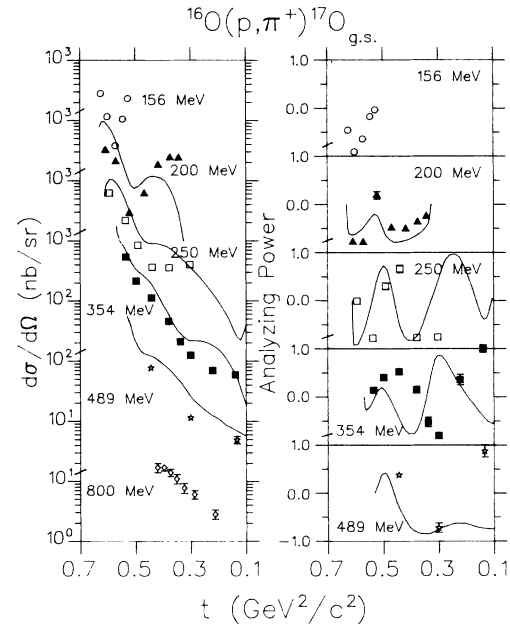 ¹⁶O(p,π⁺)¹⁷O
g.s.
10³
10³
10³
10³
10³
10²
10²
10¹
10¹
10⁰
dσ/dΩ (nb/sr)
156 MeV
200 MeV
250 MeV
354 MeV
489 MeV
800 MeV
0.7
0.5
0.3
0.1
1.0
0.0
1.0
0.0
1.0
0.0
1.0
0.0
1.0
0.0
-1.0
Analyzing Power
156 MeV
200 MeV
250 MeV
354 MeV
489 MeV
0.7
0.5
0.3
0.1
t (GeV²/c²)